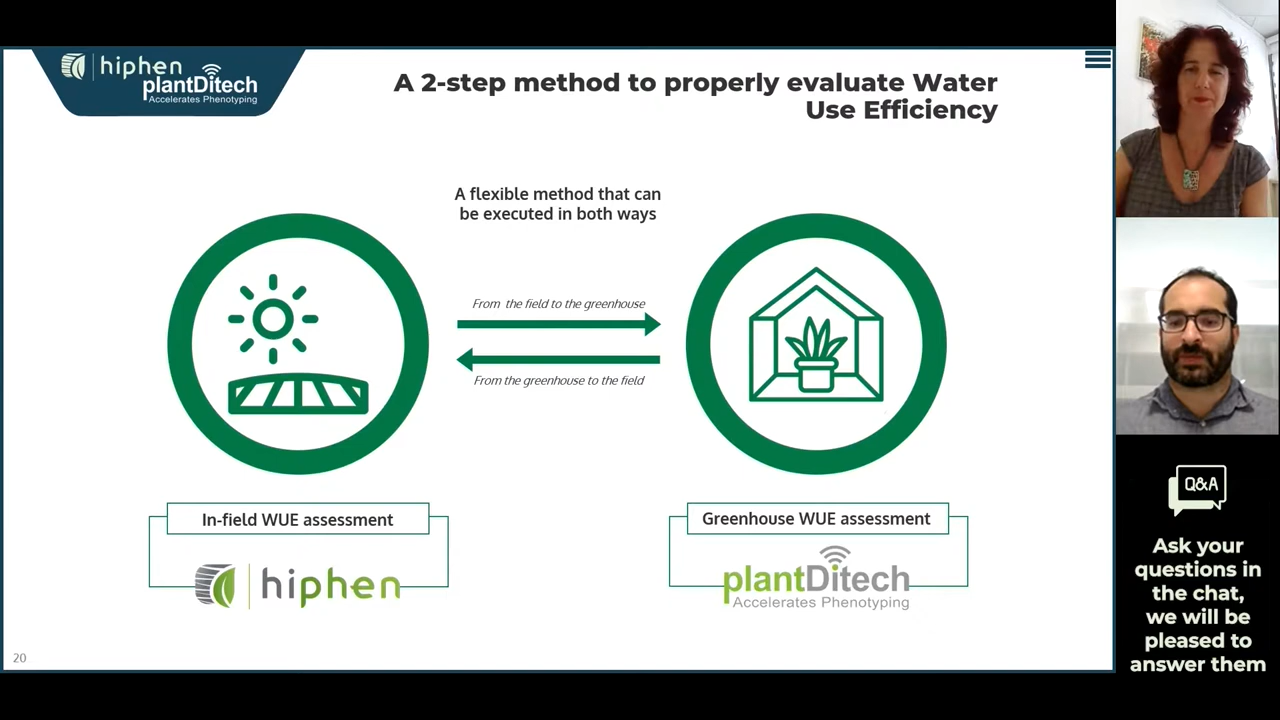 hiphen
plantDitech
Accelerates Phenotyping
A 2-step method to properly evaluate Water
Use Efficiency
A flexible method that can
be executed in both ways
From the field to the greenhouse
From the greenhouse to the field
In-field WUE assessment
hiphen
Greenhouse WUE assessment
plantDitech
Accelerates Phenotyping
20
Q&A
Ask your
questions in
the chat,
we will be
pleased to
answer them